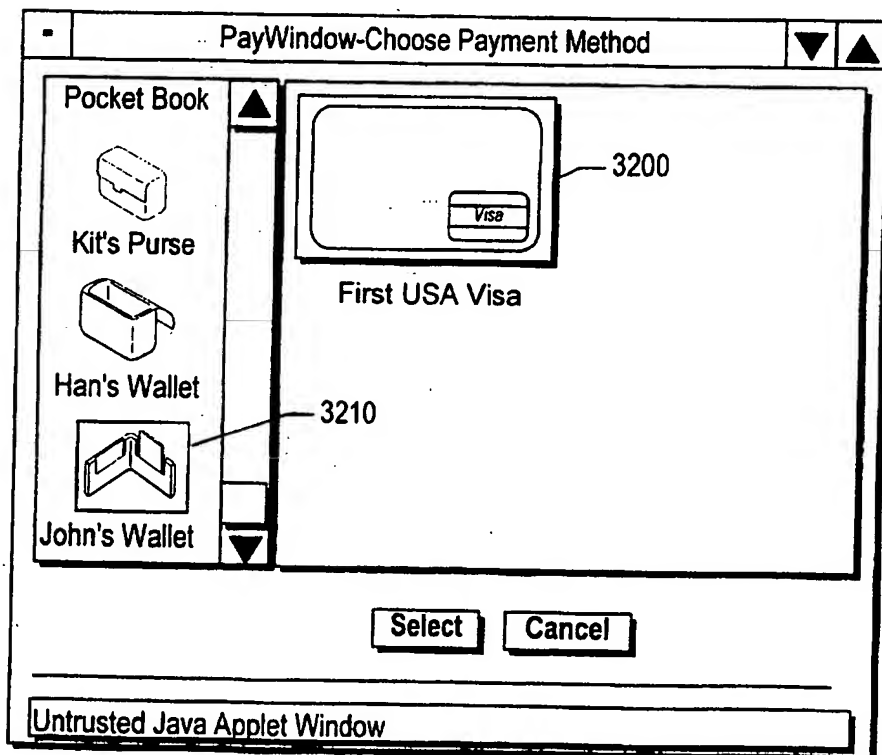 PayWindow-Choose Payment Method
Pocket Book
Kit's Purse
Han's Wallet
John's Wallet
3210
Visa
3200
First USA Visa
Select
Cancel
Untrusted Java Applet Window